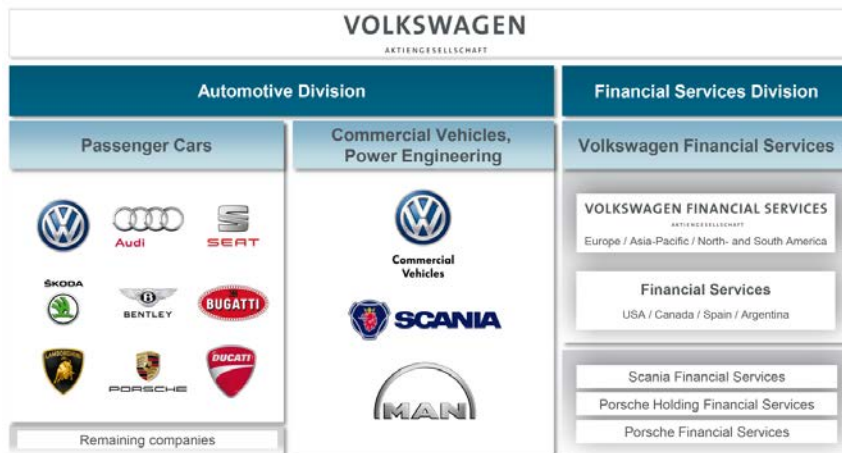 VOLKSWAGEN
AKTIENGESELLSCHAFT
Automotive Division
Financial Services Division
Passenger Cars
Commercial Vehicles,
Power Engineering
Volkswagen Financial Services
Audi
SEAT
ŠKODA
BENTLEY
BUGATTI
LAMBORGHINI
PORSCHE
DUCATI
Remaining companies
Commercial
Vehicles
SCANIA
MAN
VOLKSWAGEN FINANCIAL SERVICES
AKTIENGESELLSCHAFT
Europe / Asia-Pacific / North- and South America
Financial Services
USA / Canada / Spain / Argentina
Scania Financial Services
Porsche Holding Financial Services
Porsche Financial Services